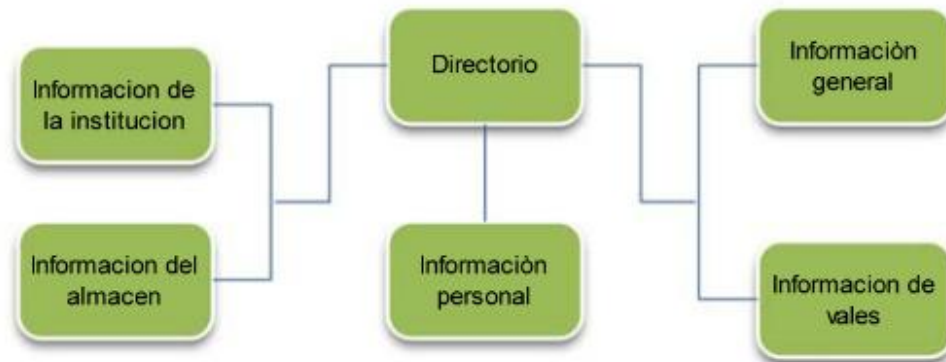 Directorio
Informaciòn
general
Informacion de
la institucion
Informacion del
almacen
Informaciòn
personal
Informacion de
vales